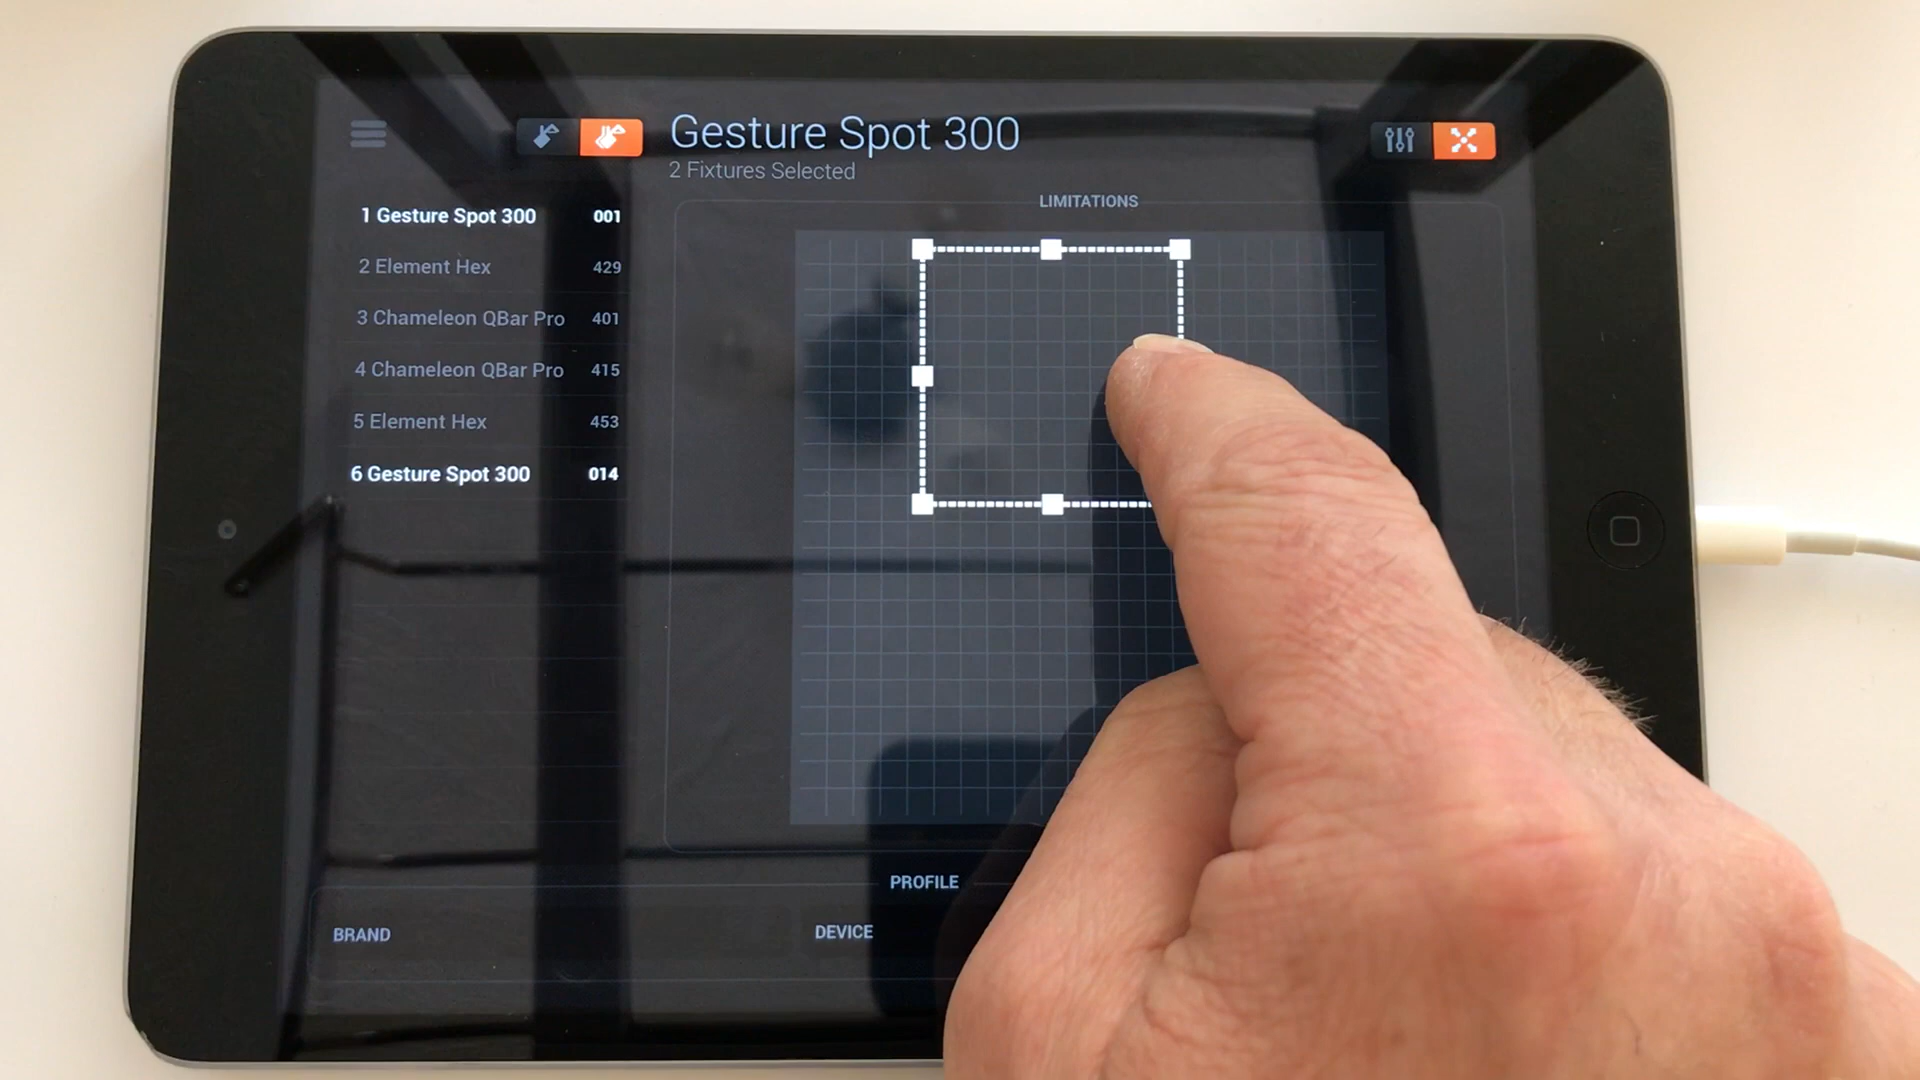 Gesture Spot 300
2 Fixtures Selected
1 Gesture Spot 300 001
2 Element Hex 429
3 Chameleon QBar Pro 401
4 Chameleon QBar Pro 415
5 Element Hex 453
6 Gesture Spot 300 014
LIMITATIONS
PROFILE
BRAND
DEVICE